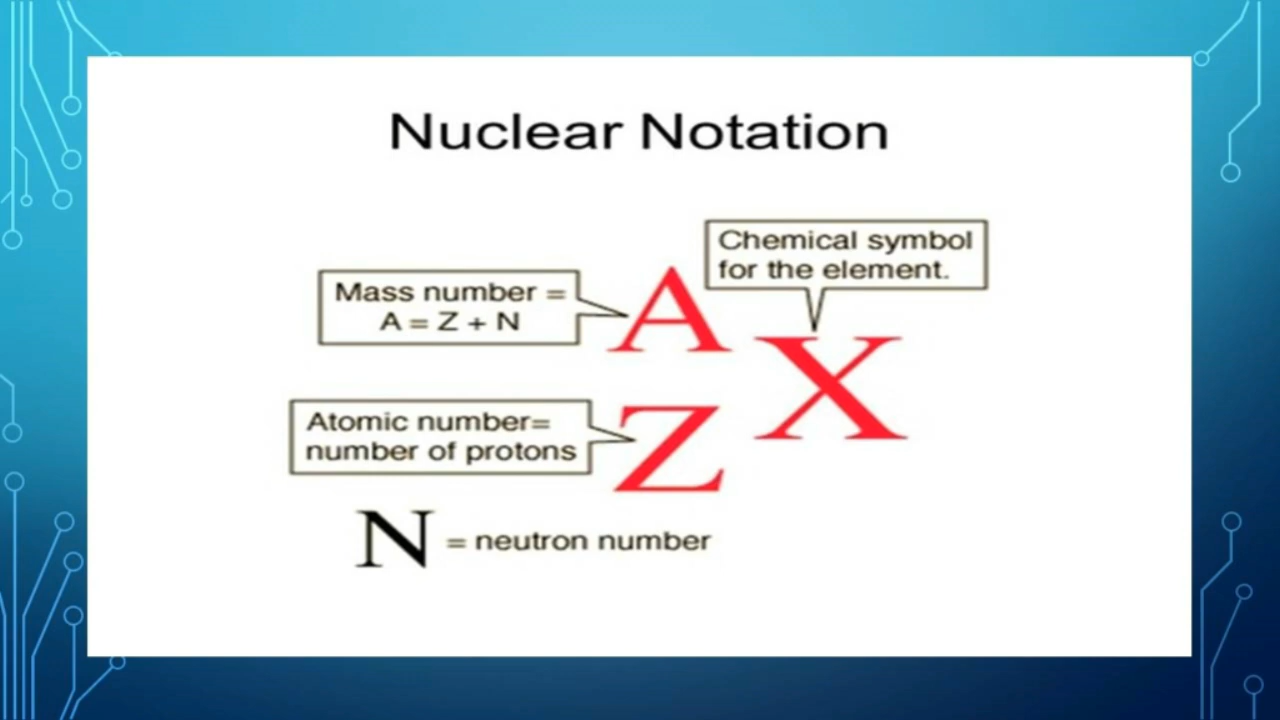 Nuclear Notation
Chemical symbol
for the element.
Mass number =
A = Z + N
A
X
Atomic number=
number of protons
Z
N = neutron number